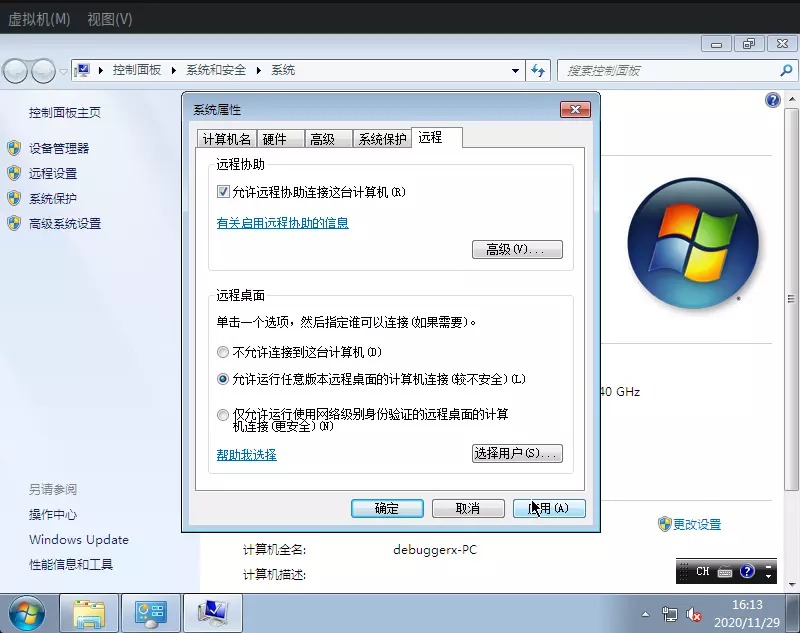 虚拟机(M) 视图(V)
控制面板 系统和安全 系统
搜索控制面板
控制面板主页
设备管理器
远程设置
系统保护
高级系统设置
系统属性
计算机名 硬件 高级 系统保护 远程
远程协助
允许远程协助连接这台计算机(R)
有关启用远程协助的信息
高级(V)...
远程桌面
单击一个选项，然后指定谁可以连接(如果需要)。
不允许连接到这台计算机(D)
允许运行任意版本远程桌面的计算机连接(较不安全)(L)
仅允许运行使用网络级别身份验证的远程桌面的计算
机连接(更安全)(N)
帮助我选择
选择用户(S)...
确定 取消 应用(A)
40 GHz
更改设置
另请参阅
操作中心
Windows Update
性能信息和工具
计算机全名: debuggerx-PC
计算机描述:
CH
16:13
2020/11/29